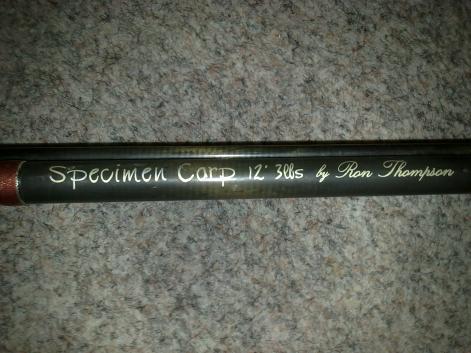 Specimen Carp 12' 3lbs by Ron Thompson